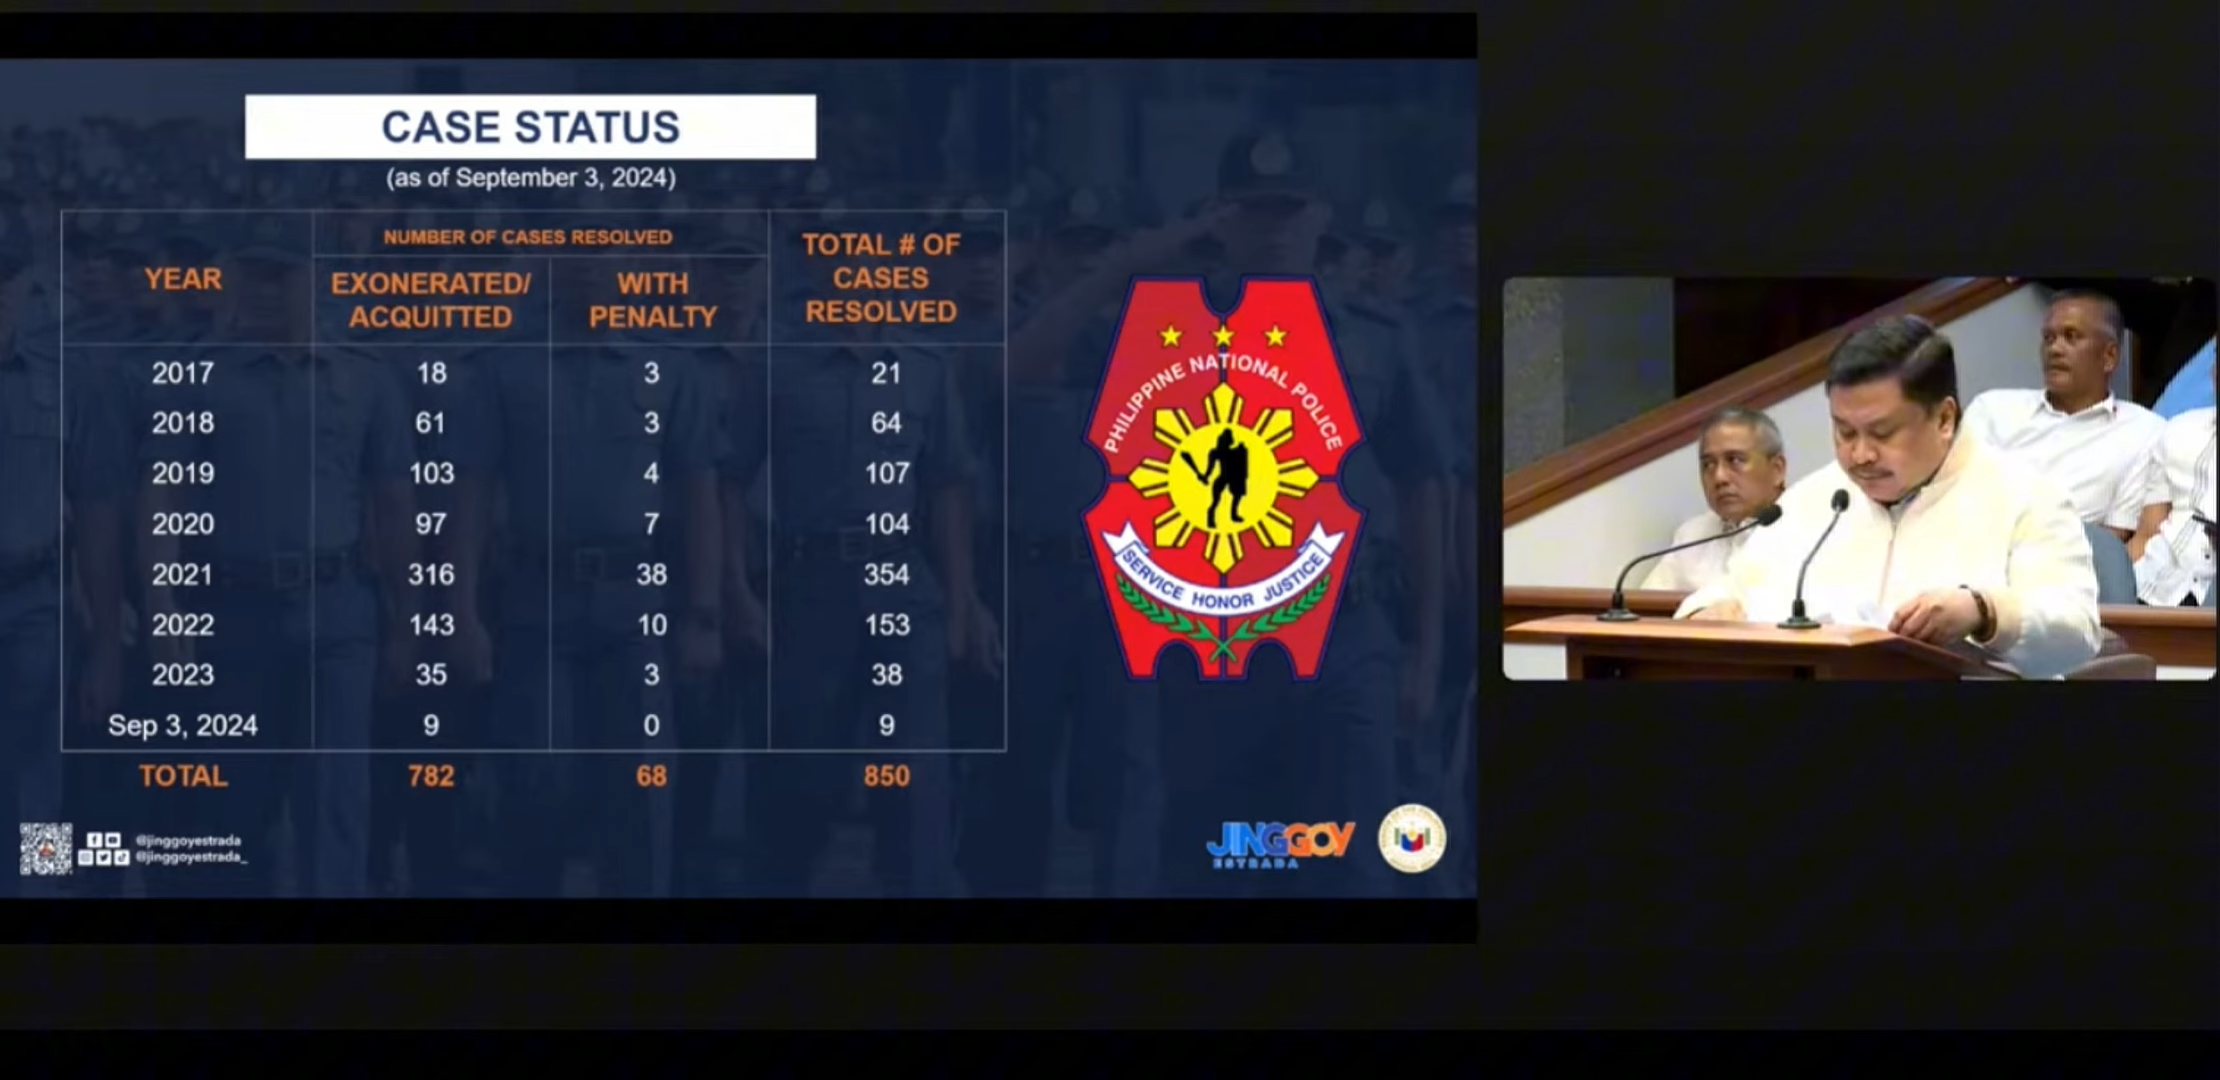 CASE STATUS
(as of September 3, 2024)
YEAR
NUMBER OF CASES RESOLVED
EXONERATED/ ACQUITTED
WITH PENALTY
TOTAL # OF CASES RESOLVED
2017 18 3 21
2018 61 3 64
2019 103 4 107
2020 97 7 104
2021 316 38 354
2022 143 10 153
2023 35 3 38
Sep 3, 2024 9 0 9
TOTAL 782 68 850
PHILIPPINE NATIONAL POLICE
SERVICE HONOR JUSTICE
@jinggoyestrada
@jinggoyestrada_
JINGGOY
ESTRADA